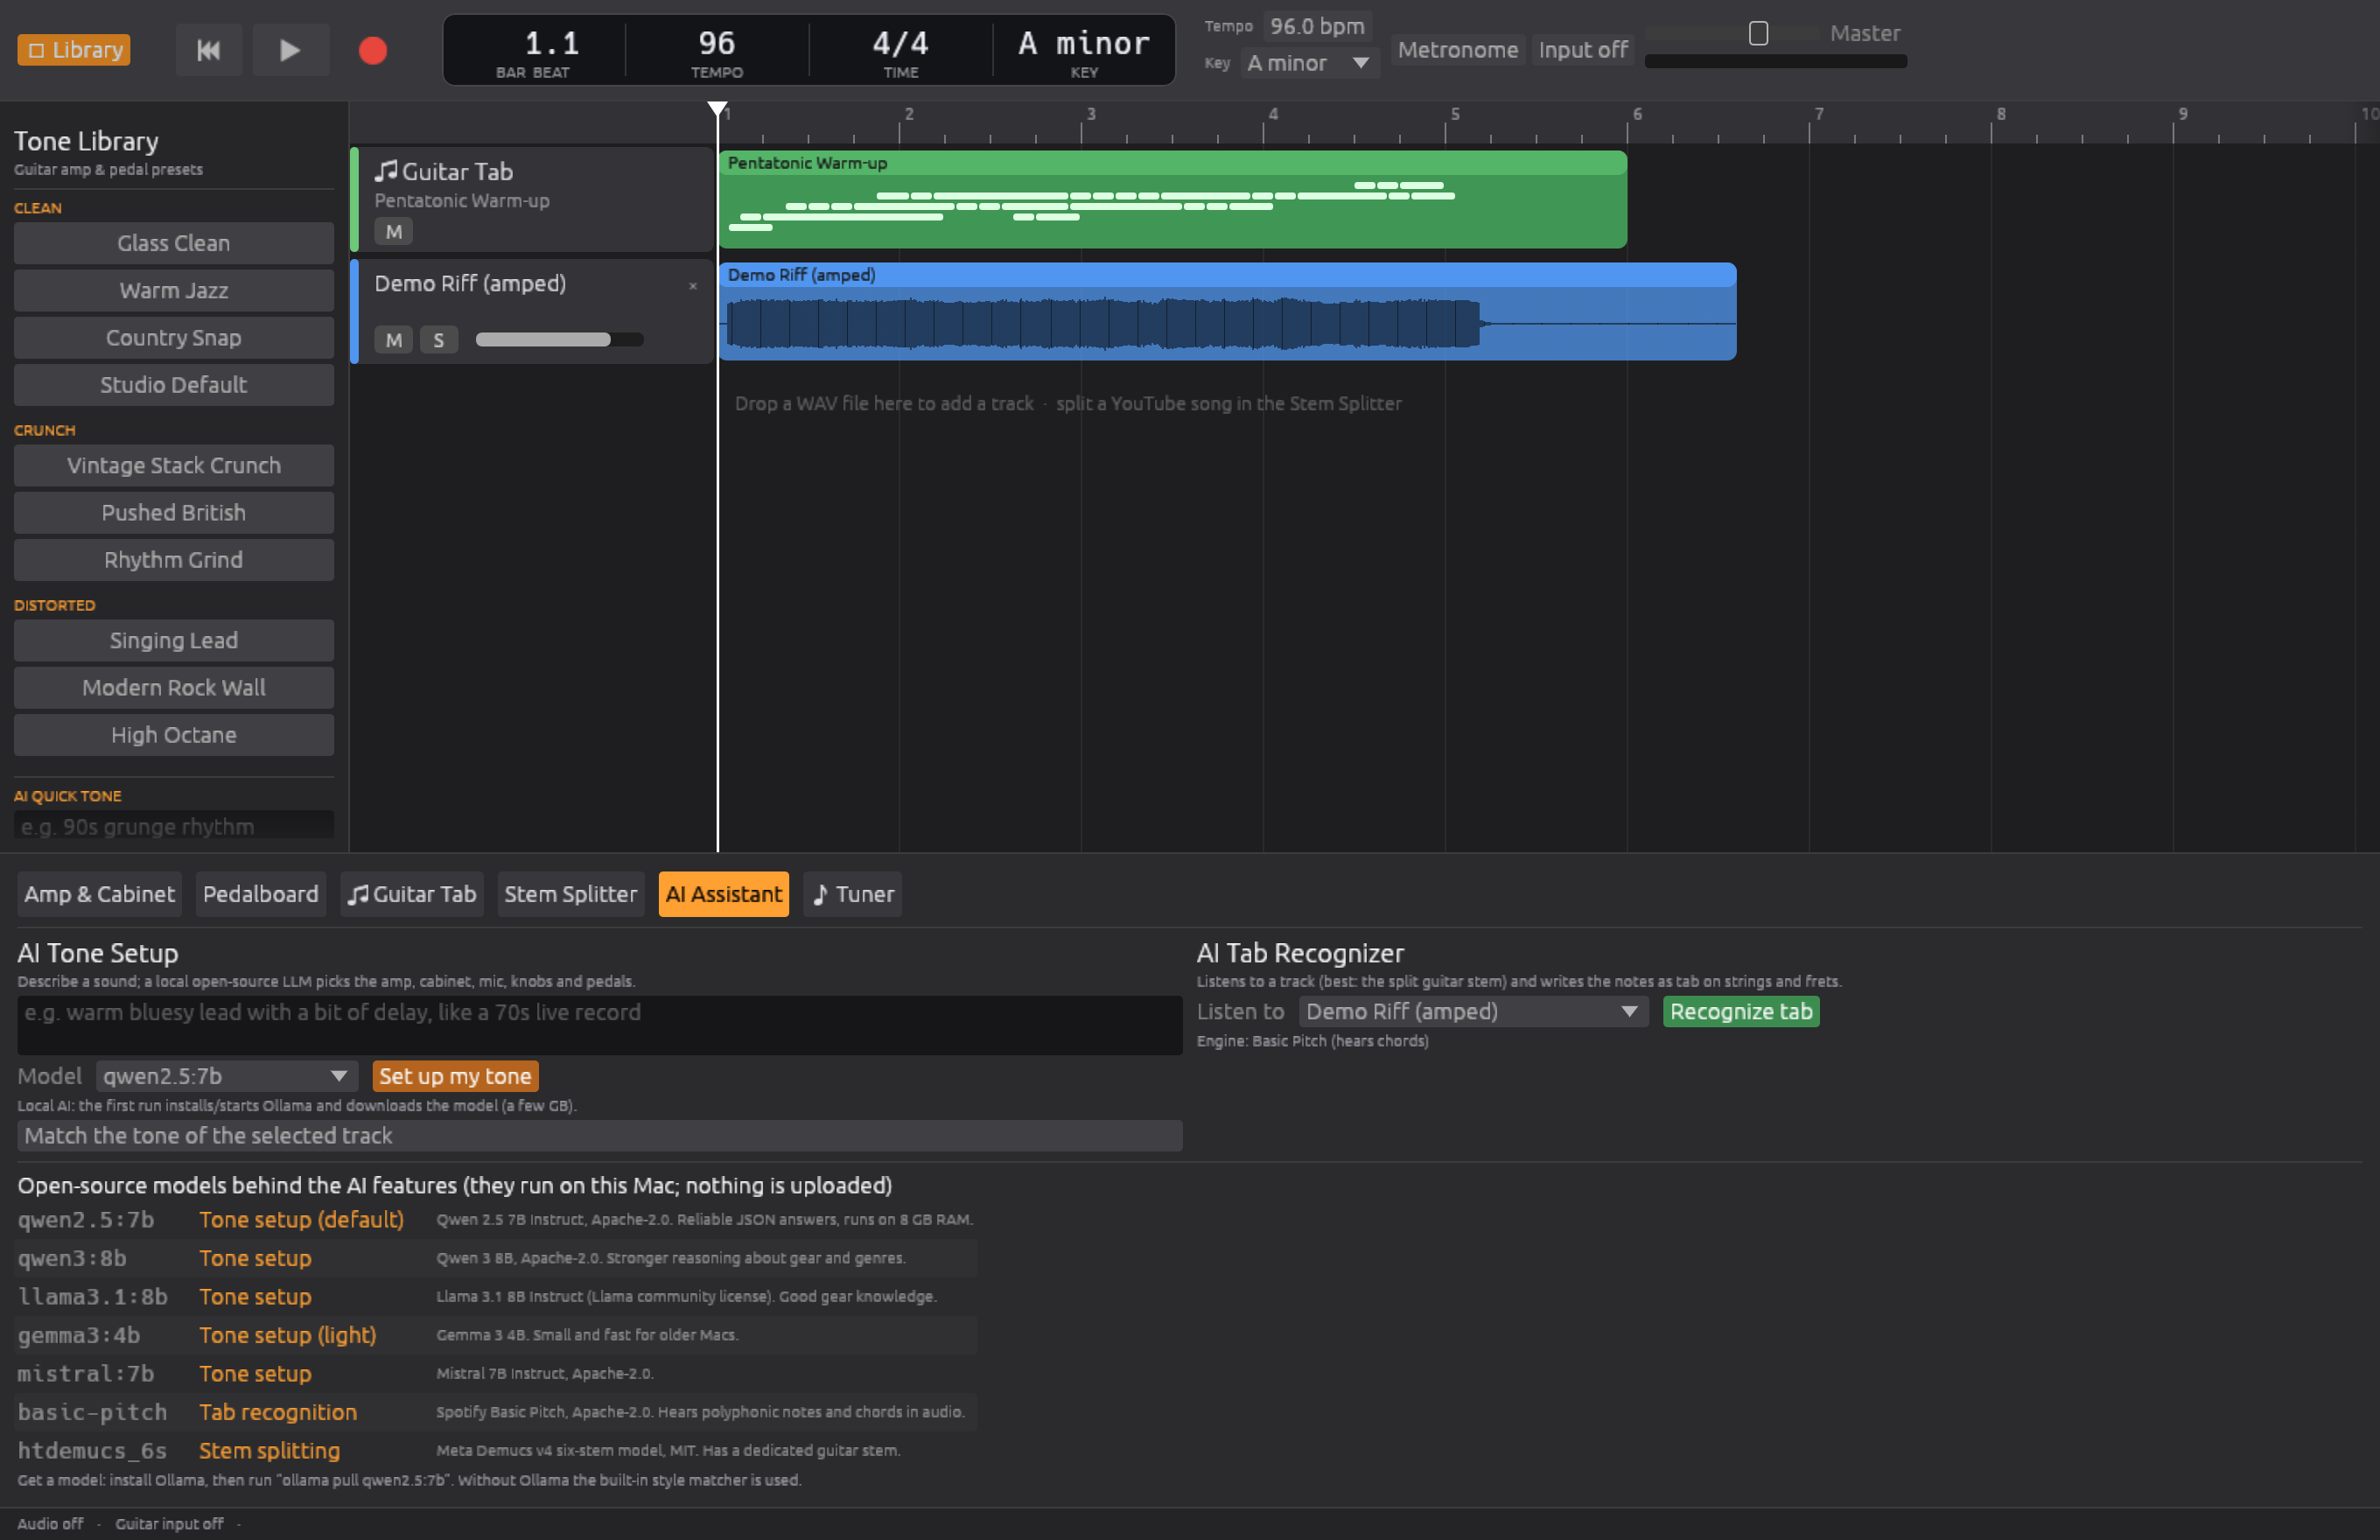 Library
1.1 BAR BEAT
96 TEMPO
4/4 TIME
A minor KEY
Tempo 96.0 bpm
Key A minor
Metronome
Input off
Master
Tone Library
Guitar amp & pedal presets
CLEAN
Glass Clean
Warm Jazz
Country Snap
Studio Default
CRUNCH
Vintage Stack Crunch
Pushed British
Rhythm Grind
DISTORTED
Singing Lead
Modern Rock Wall
High Octane
AI QUICK TONE
e.g. 90s grunge rhythm
1 2 3 4 5 6 7 8 9 10
Guitar Tab
Pentatonic Warm-up
M
Pentatonic Warm-up
Demo Riff (amped) ×
M S
Demo Riff (amped)
Drop a WAV file here to add a track · split a YouTube song in the Stem Splitter
Amp & Cabinet Pedalboard Guitar Tab Stem Splitter AI Assistant Tuner
AI Tone Setup
Describe a sound; a local open-source LLM picks the amp, cabinet, mic, knobs and pedals.
e.g. warm bluesy lead with a bit of delay, like a 70s live record
Model qwen2.5:7b Set up my tone
Local AI: the first run installs/starts Ollama and downloads the model (a few GB).
Match the tone of the selected track
AI Tab Recognizer
Listens to a track (best: the split guitar stem) and writes the notes as tab on strings and frets.
Listen to Demo Riff (amped) Recognize tab
Engine: Basic Pitch (hears chords)
Open-source models behind the AI features (they run on this Mac; nothing is uploaded)
qwen2.5:7b Tone setup (default) Qwen 2.5 7B Instruct, Apache-2.0. Reliable JSON answers, runs on 8 GB RAM.
qwen3:8b Tone setup Qwen 3 8B, Apache-2.0. Stronger reasoning about gear and genres.
llama3.1:8b Tone setup Llama 3.1 8B Instruct (Llama community license). Good gear knowledge.
gemma3:4b Tone setup (light) Gemma 3 4B. Small and fast for older Macs.
mistral:7b Tone setup Mistral 7B Instruct, Apache-2.0.
basic-pitch Tab recognition Spotify Basic Pitch, Apache-2.0. Hears polyphonic notes and chords in audio.
htdemucs_6s Stem splitting Meta Demucs v4 six-stem model, MIT. Has a dedicated guitar stem.
Get a model: install Ollama, then run "ollama pull qwen2.5:7b". Without Ollama the built-in style matcher is used.
Audio off - Guitar input off -